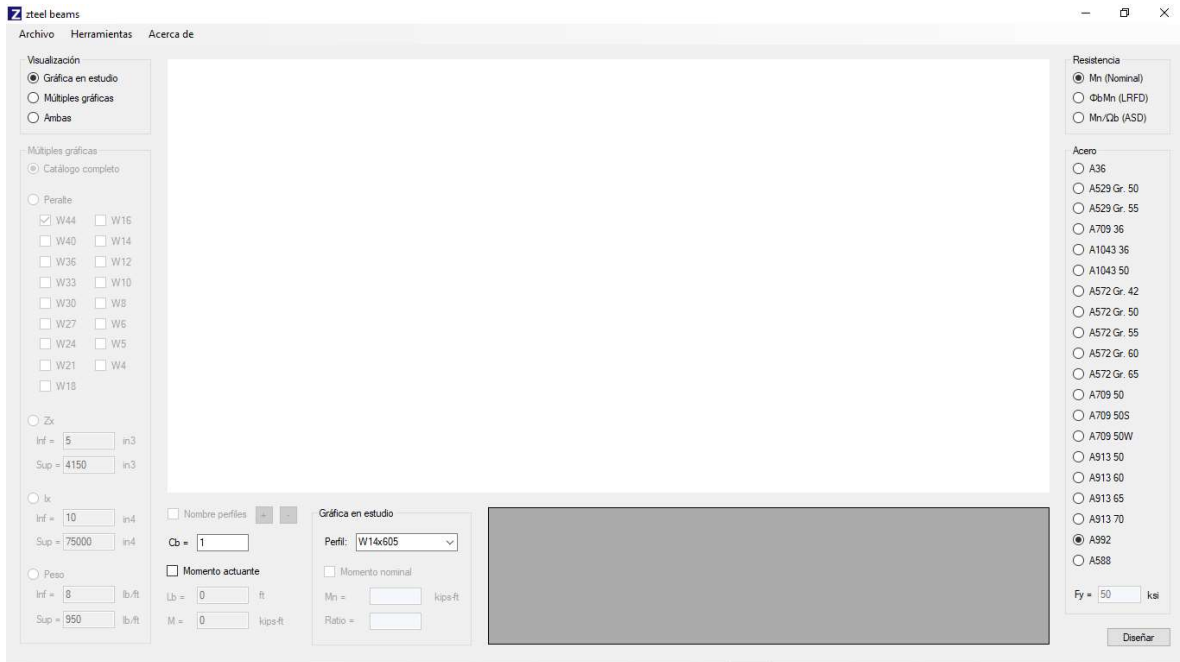 zteel beams
Archivo Herramientas Acerca de
Visualización
Gráfica en estudio
Múltiples gráficas
Ambas
Múltiples gráficas
Catálogo completo
Peralte
W44 W16
W40 W14
W36 W12
W33 W10
W30 W8
W27 W6
W24 W5
W21 W4
W18
Zx
Inf = 5 in3
Sup = 4150 in3
Ix
Inf = 10 in4
Sup = 75000 in4
Peso
Inf = 8 lb/ft
Sup = 950 lb/ft
Nombre perfiles + -
Cb = 1
Momento actuante
Lb = 0 ft
M = 0 kips-ft
Gráfica en estudio
Perfil: W14x605
Momento nominal
Mn = kips-ft
Ratio =
Resistencia
Mn (Nominal)
ΦbMn (LRFD)
Mn/Ωb (ASD)
Acero
A36
A529 Gr. 50
A529 Gr. 55
A709 36
A1043 36
A1043 50
A572 Gr. 42
A572 Gr. 50
A572 Gr. 55
A572 Gr. 60
A572 Gr. 65
A709 50
A709 50S
A709 50W
A913 50
A913 60
A913 65
A913 70
A992
A588
Fy = 50 ksi
Diseñar